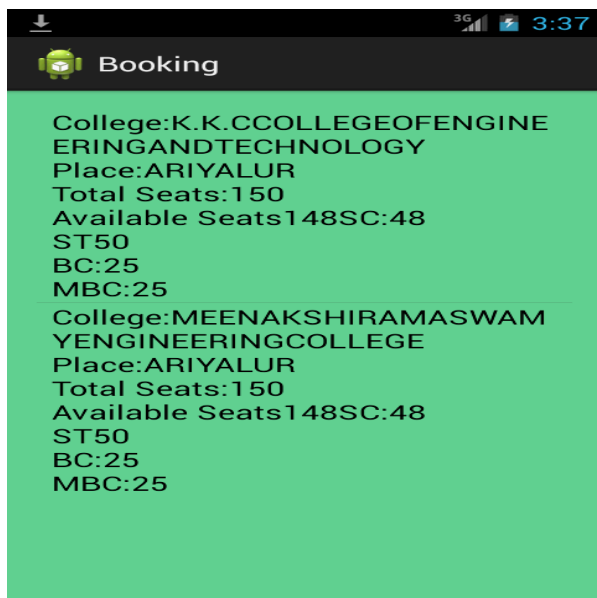 3G 3:37
Booking
College:K.K.CCOLLEGEOFENGINE
ERINGANDTECHNOLOGY
Place:ARIYALUR
Total Seats:150
Available Seats148SC:48
ST50
BC:25
MBC:25
College:MEENAKSHIRAMASWAM
YENGINEERINGCOLLEGE
Place:ARIYALUR
Total Seats:150
Available Seats148SC:48
ST50
BC:25
MBC:25